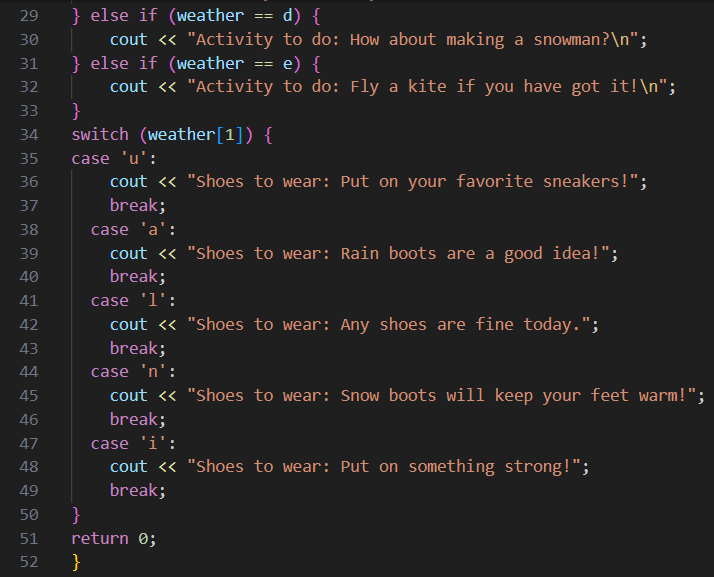 29 } else if (weather == d) {
30 cout << "Activity to do: How about making a snowman?\n";
31 } else if (weather == e) {
32 cout << "Activity to do: Fly a kite if you have got it!\n";
33 }
34 switch (weather[1]) {
35 case 'u':
36 cout << "Shoes to wear: Put on your favorite sneakers!";
37 break;
38 case 'a':
39 cout << "Shoes to wear: Rain boots are a good idea!";
40 break;
41 case 'l':
42 cout << "Shoes to wear: Any shoes are fine today.";
43 break;
44 case 'n':
45 cout << "Shoes to wear: Snow boots will keep your feet warm!";
46 break;
47 case 'i':
48 cout << "Shoes to wear: Put on something strong!";
49 break;
50 }
51 return 0;
52 }